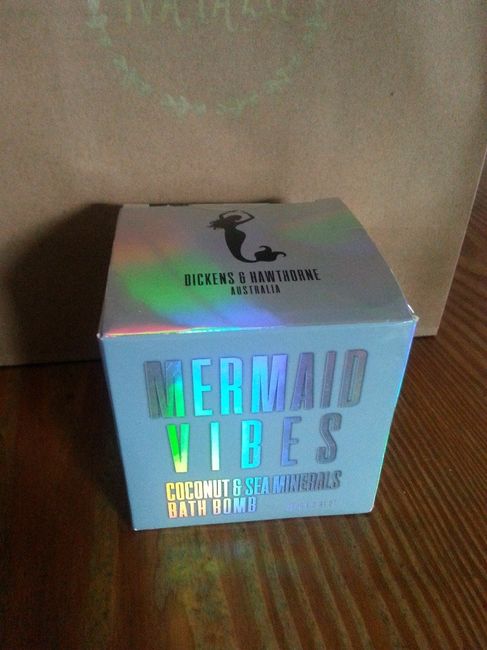 DICKENS & HAWTHORNE
AUSTRALIA
MERMAID
VIBES
COCONUT & SEA MINERALS
BATH BOMB